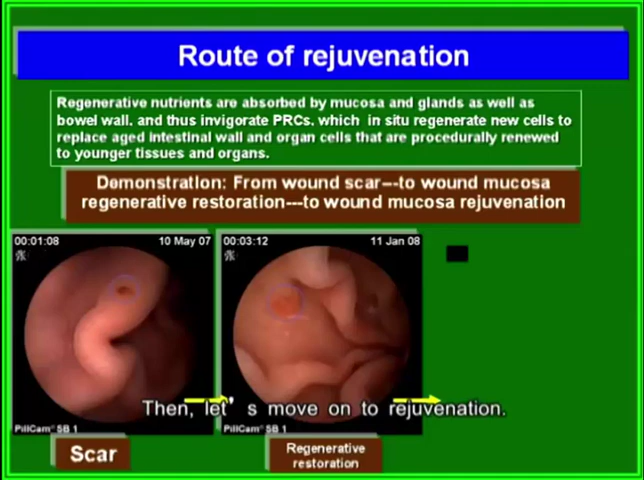 Route of rejuvenation
Regenerative nutrients are absorbed by mucosa and glands as well as
bowel wall. and thus invigorate PRCs. which in situ regenerate new cells to
replace aged intestinal wall and organ cells that are procedurally renewed
to younger tissues and organs.
Demonstration: From wound scar---to wound mucosa
regenerative restoration---to wound mucosa rejuvenation
00:01:08 10 May 07
00:03:12 11 Jan 08
Then, let's move on to rejuvenation.
PillCam® SB 1
PillCam® SB 1
Scar
Regenerative
restoration